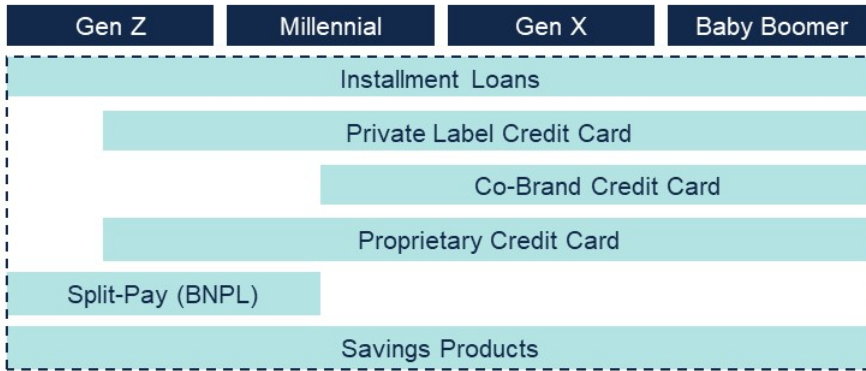 Gen Z
Millennial
Gen X
Baby Boomer
Installment Loans
Private Label Credit Card
Co-Brand Credit Card
Proprietary Credit Card
Split-Pay (BNPL)
Savings Products